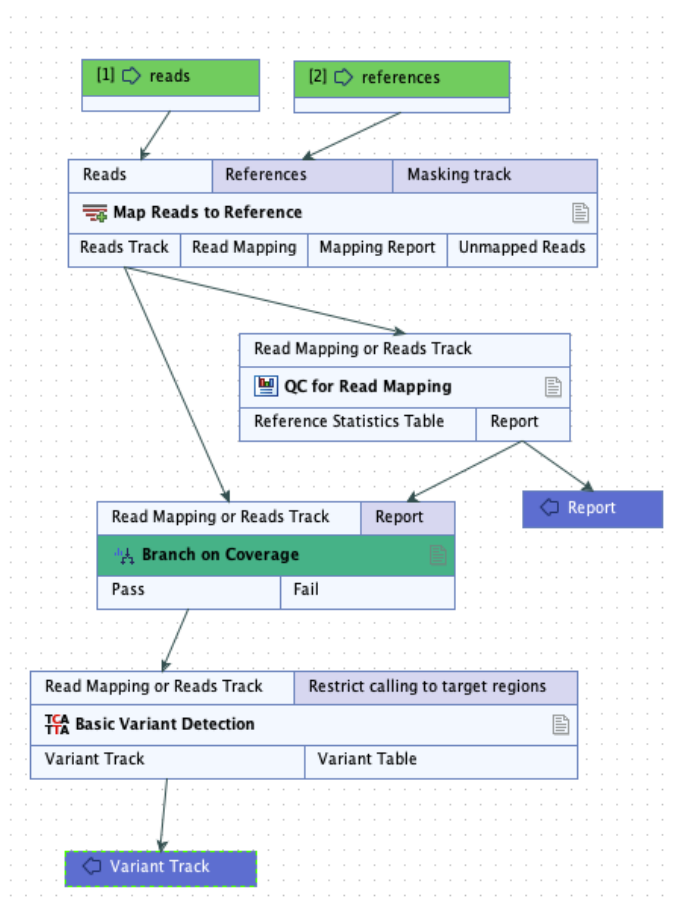 [1] reads
[2] references
Reads References Masking track
Map Reads to Reference
Reads Track Read Mapping Mapping Report Unmapped Reads
Read Mapping or Reads Track
QC for Read Mapping
Reference Statistics Table Report
Report
Read Mapping or Reads Track Report
Branch on Coverage
Pass Fail
Read Mapping or Reads Track Restrict calling to target regions
TCA
TTA
Basic Variant Detection
Variant Track Variant Table
Variant Track